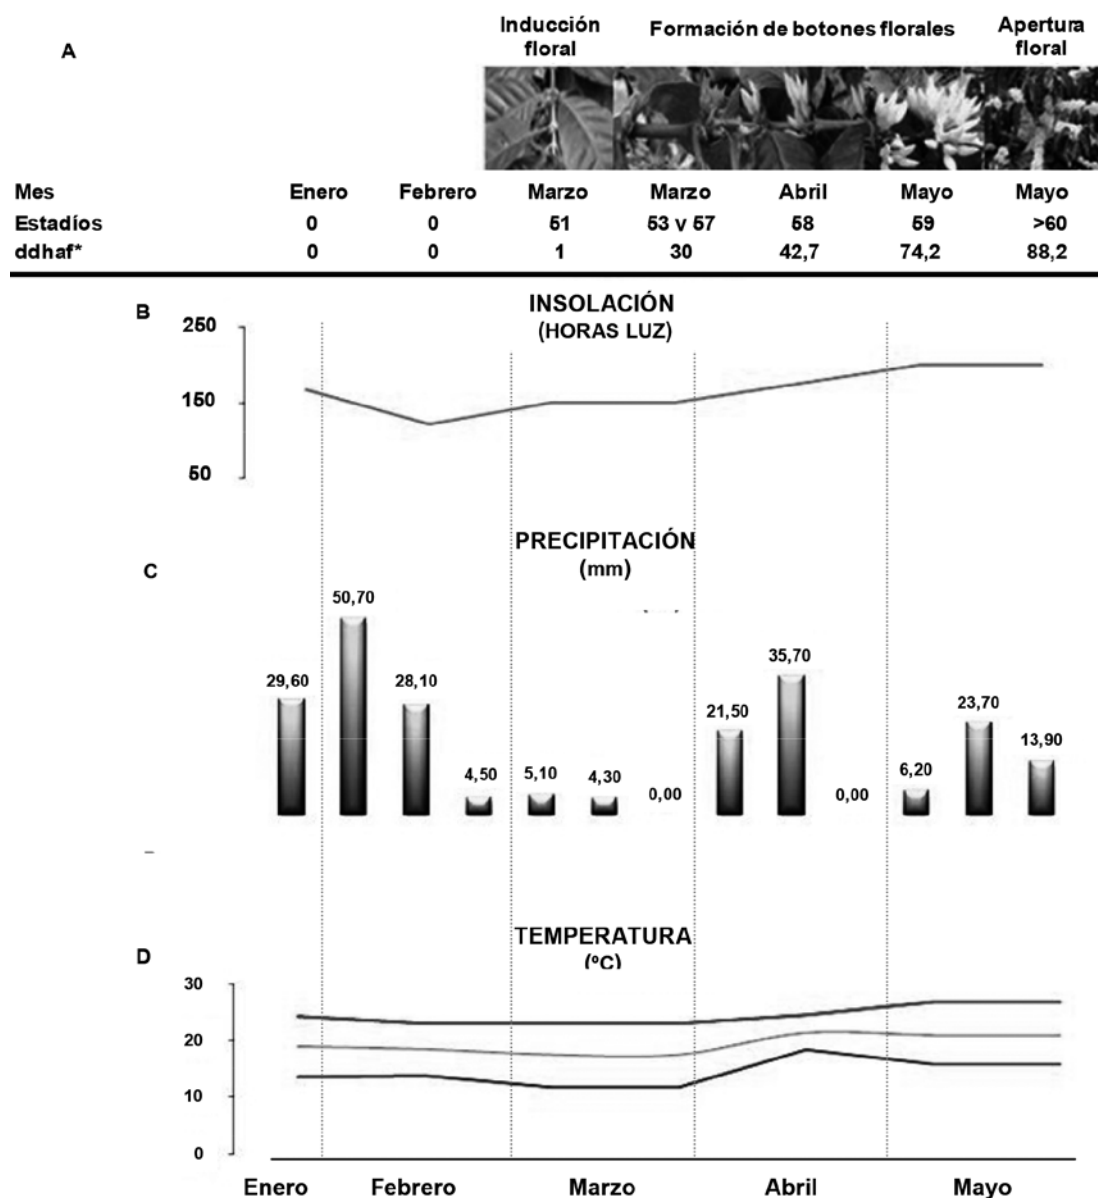 A
Inducción
floral
Formación de botones florales
Apertura
floral
Mes Enero Febrero Marzo Marzo Abril Mayo Mayo
Estadíos 0 0 51 53 y 57 58 59 >60
ddhaf* 0 0 1 30 42,7 74,2 88,2
B
INSOLACIÓN
(HORAS LUZ)
250
150
50
PRECIPITACIÓN
(mm)
C
50,70
29,60
28,10
4,50
5,10
4,30
0,00
21,50
35,70
0,00
6,20
23,70
13,90
D
TEMPERATURA
(ºC)
30
20
10
0
Enero Febrero Marzo Abril Mayo